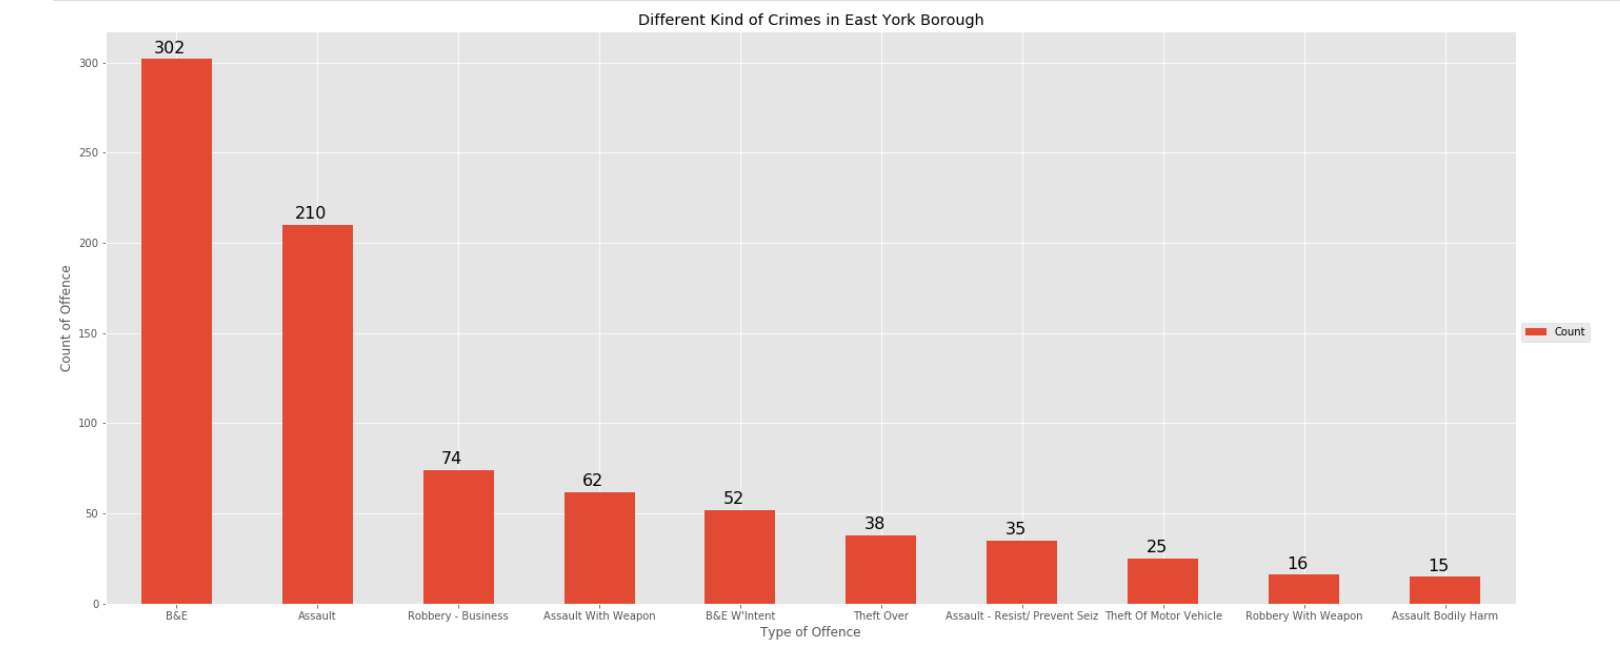 Different Kind of Crimes in East York Borough
302
300
250
210
200
150
100
74
62
52
50
38
35
25
16
15
0
Count of Offence
Count
B&E
Assault
Robbery - Business
Assault With Weapon
B&E W'Intent
Theft Over
Assault - Resist/ Prevent Seiz
Theft Of Motor Vehicle
Robbery With Weapon
Assault Bodily Harm
Type of Offence